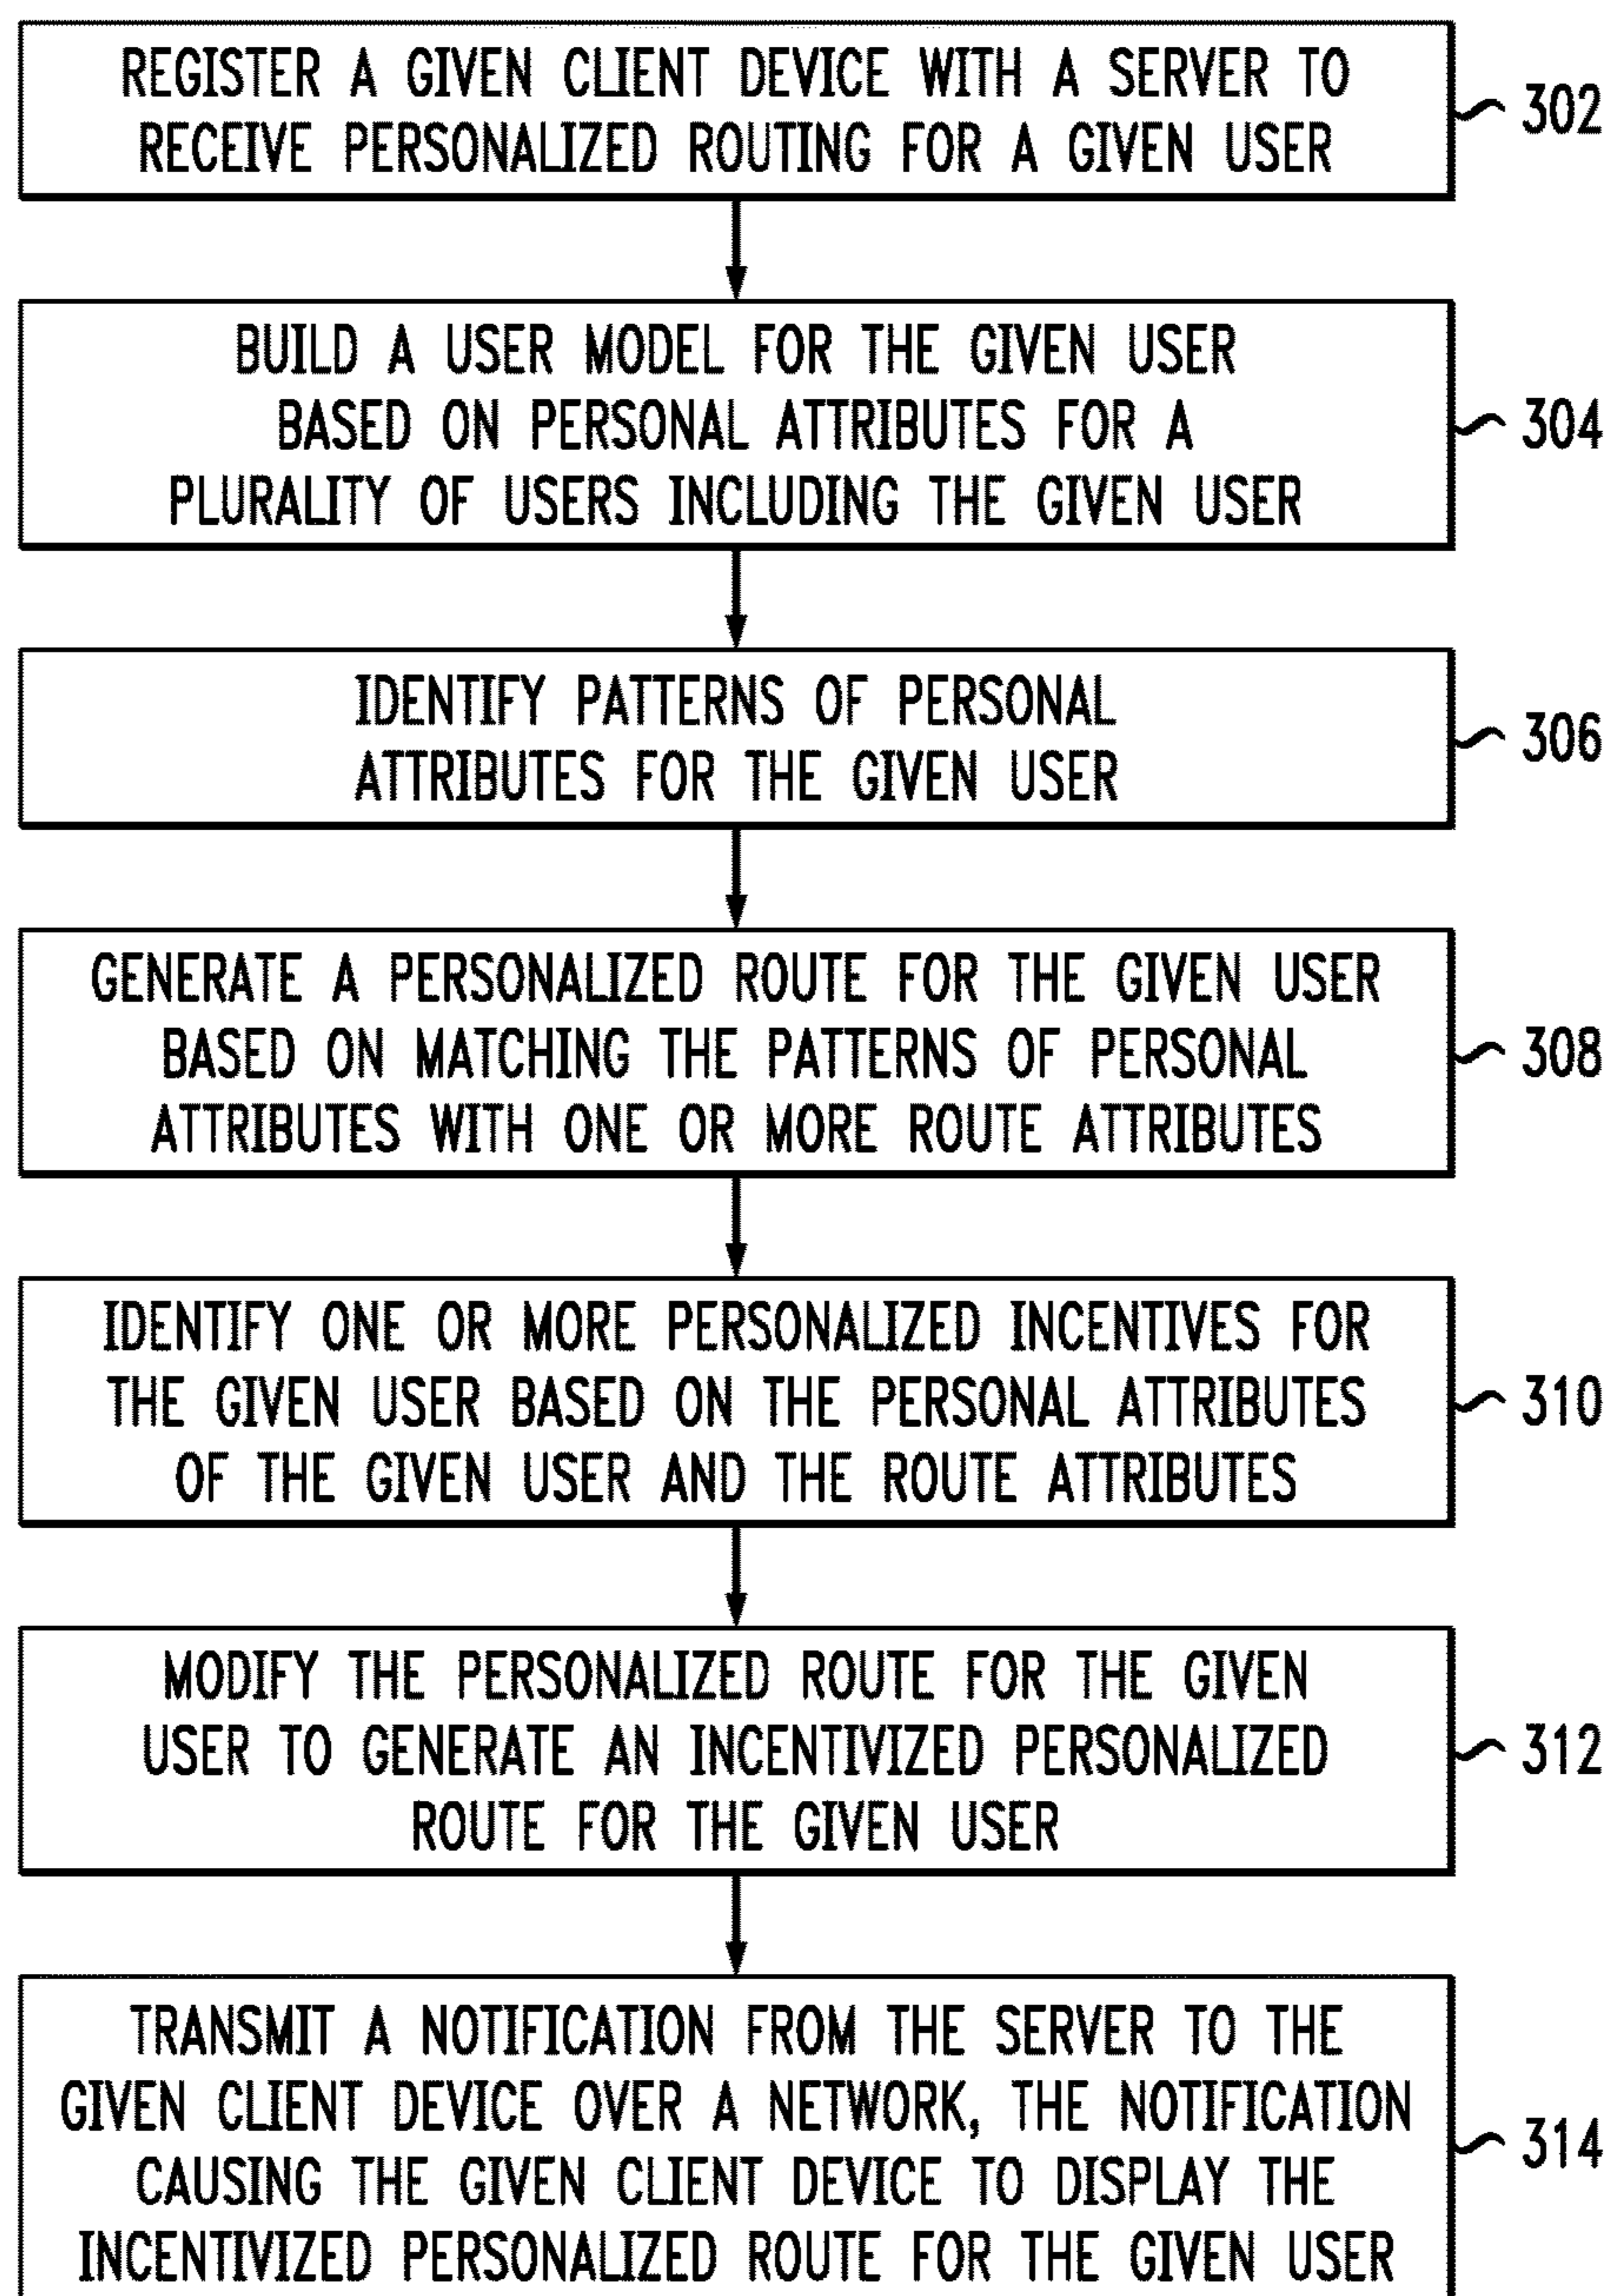 REGISTER A GIVEN CLIENT DEVICE WITH A SERVER TO
RECEIVE PERSONALIZED ROUTING FOR A GIVEN USER
302
BUILD A USER MODEL FOR THE GIVEN USER
BASED ON PERSONAL ATTRIBUTES FOR A
PLURALITY OF USERS INCLUDING THE GIVEN USER
304
IDENTIFY PATTERNS OF PERSONAL
ATTRIBUTES FOR THE GIVEN USER
306
GENERATE A PERSONALIZED ROUTE FOR THE GIVEN USER
BASED ON MATCHING THE PATTERNS OF PERSONAL
ATTRIBUTES WITH ONE OR MORE ROUTE ATTRIBUTES
308
IDENTIFY ONE OR MORE PERSONALIZED INCENTIVES FOR
THE GIVEN USER BASED ON THE PERSONAL ATTRIBUTES
OF THE GIVEN USER AND THE ROUTE ATTRIBUTES
310
MODIFY THE PERSONALIZED ROUTE FOR THE GIVEN
USER TO GENERATE AN INCENTIVIZED PERSONALIZED
ROUTE FOR THE GIVEN USER
312
TRANSMIT A NOTIFICATION FROM THE SERVER TO THE
GIVEN CLIENT DEVICE OVER A NETWORK, THE NOTIFICATION
CAUSING THE GIVEN CLIENT DEVICE TO DISPLAY THE
INCENTIVIZED PERSONALIZED ROUTE FOR THE GIVEN USER
314